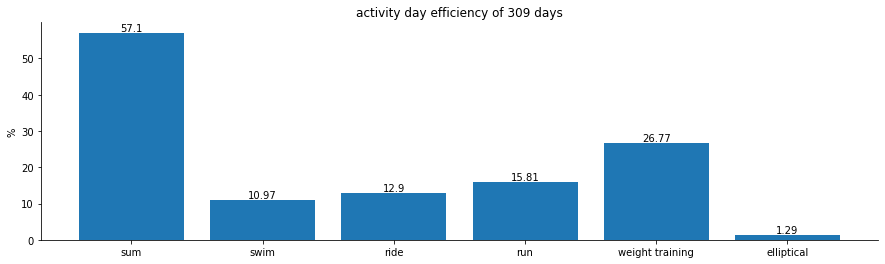 activity day efficiency of 309 days
%
50
40
30
20
10
0
57.1
10.97
12.9
15.81
26.77
1.29
sum
swim
ride
run
weight training
elliptical